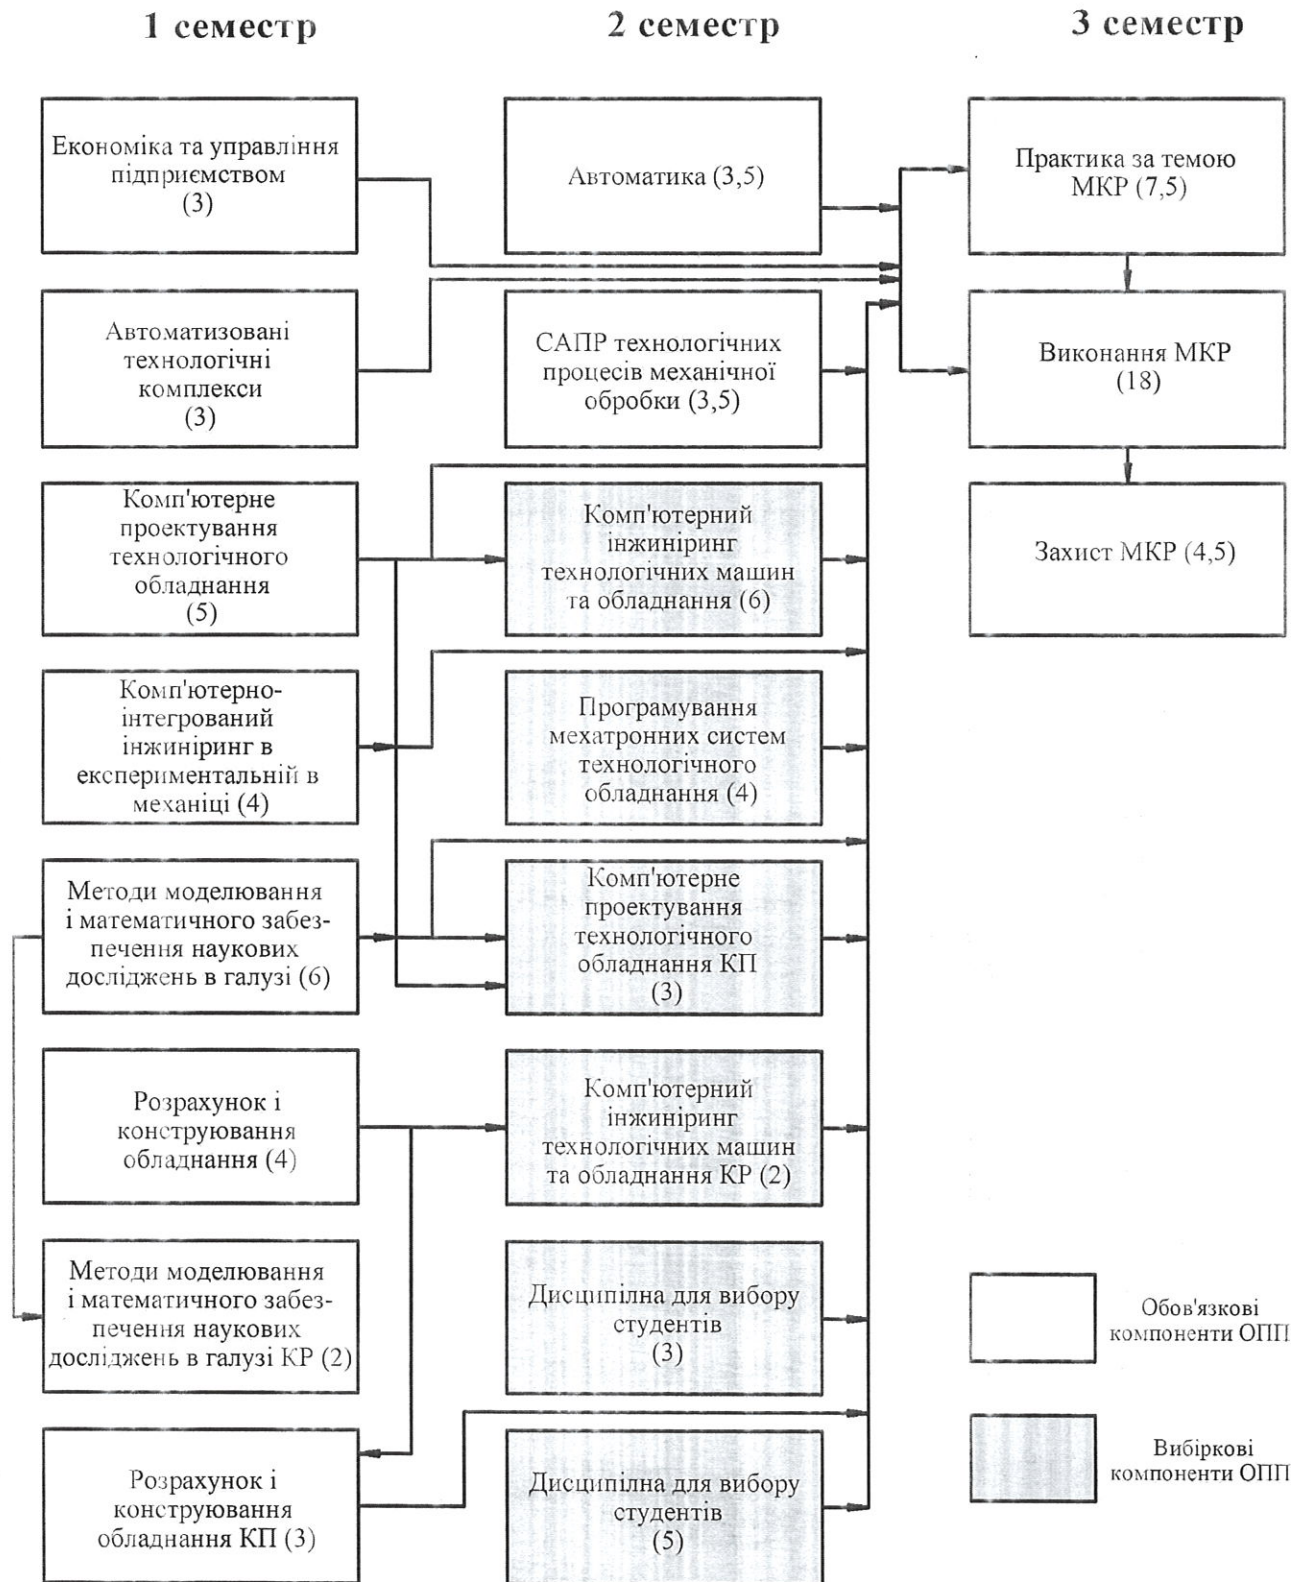 1 семестр
2 семестр
3 семестр
Економіка та управління
підприємством
(3)
Автоматизовані
технологічні
комплекси
(3)
Комп'ютерне
проектування
технологічного
обладнання
(5)
Комп'ютерно-
інтегрований
інжиніринг в
експериментальній в
механіці (4)
Методи моделювання
і математичного забез-
печення наукових
досліджень в галузі (6)
Розрахунок і
конструювання
обладнання (4)
Методи моделювання
і математичного забез-
печення наукових
досліджень в галузі КР (2)
Розрахунок і
конструювання
обладнання КП (3)
Автоматика (3,5)
САПР технологічних
процесів механічної
обробки (3,5)
Комп'ютерний
інжиніринг
технологічних машин
та обладнання (6)
Програмування
мехатронних систем
технологічного
обладнання (4)
Комп'ютерне
проектування
технологічного
обладнання КП
(3)
Комп'ютерний
інжиніринг
технологічних машин
та обладнання КР (2)
Дисципілна для вибору
студентів
(3)
Дисципілна для вибору
студентів
(5)
Практика за темою
МКР (7,5)
Виконання МКР
(18)
Захист МКР (4,5)
Обов'язкові
компоненти ОПП
Вибіркові
компоненти ОПП